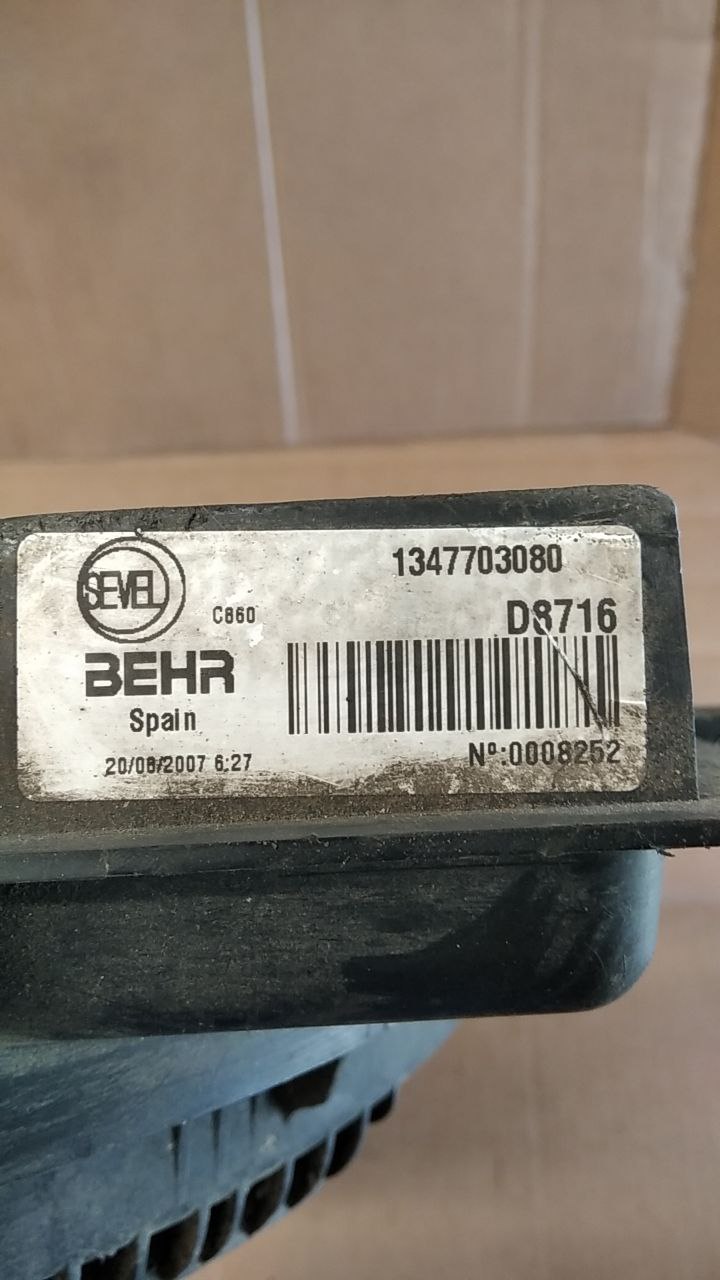 SEVEL
1347703080
C860
D8716
BEHR
Spain
20/06/2007 6:27
Nº:0008252